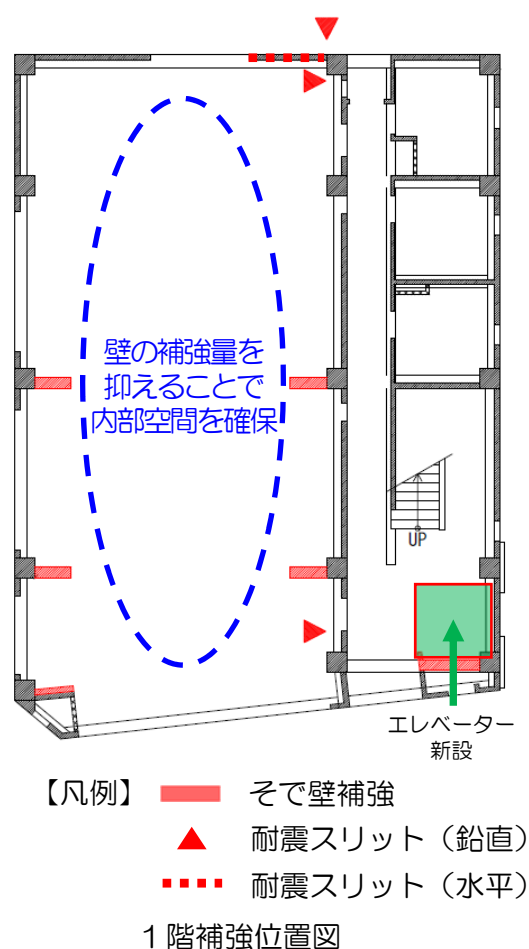 壁の補強量を
抑えることで
内部空間を確保
UP
エレベーター
新設
【凡例】
そで壁補強
耐震スリット（鉛直）
耐震スリット（水平）
１階補強位置図